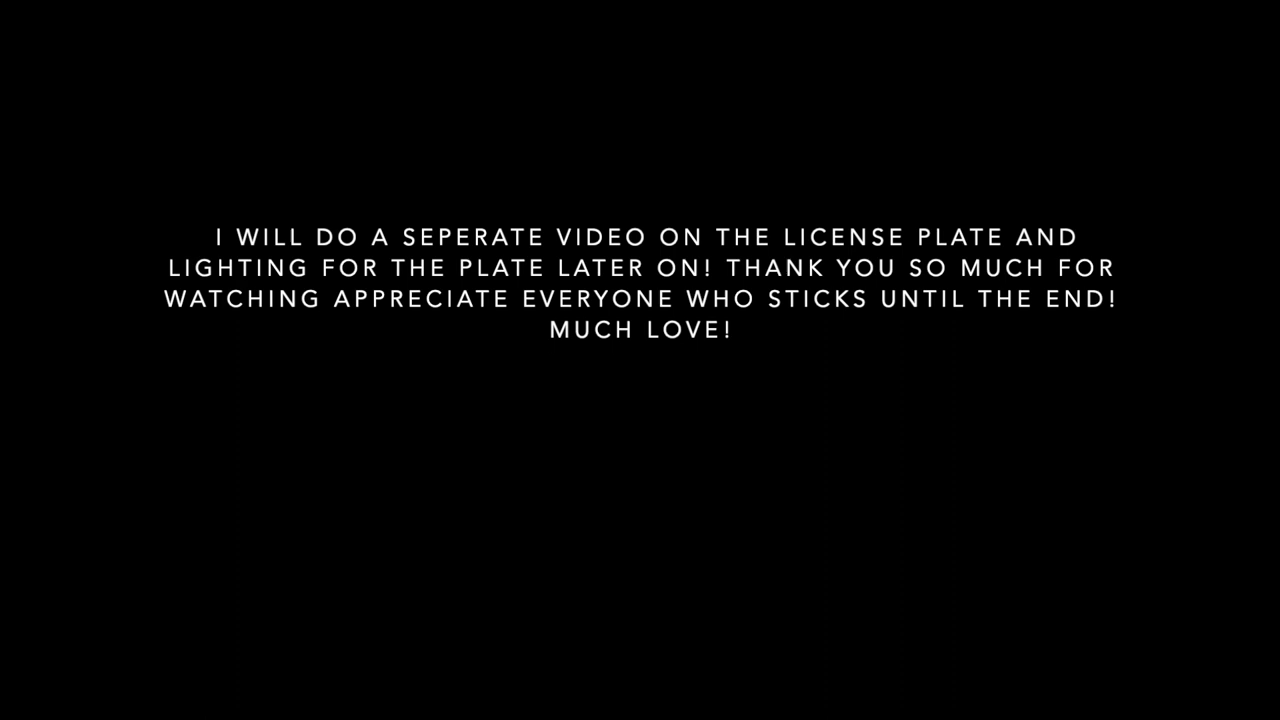 I WILL DO A SEPERATE VIDEO ON THE LICENSE PLATE AND
LIGHTING FOR THE PLATE LATER ON! THANK YOU SO MUCH FOR
WATCHING APPRECIATE EVERYONE WHO STICKS UNTIL THE END!
MUCH LOVE!